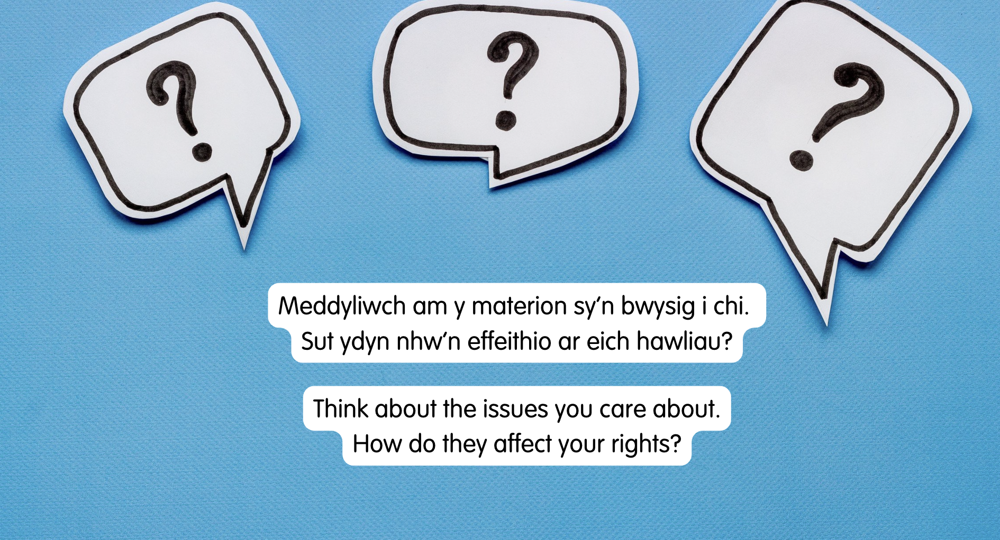 ?
?
?
Meddyliwch am y materion sy'n bwysig i chi.
Sut ydyn nhw'n effeithio ar eich hawliau?
Think about the issues you care about.
How do they affect your rights?